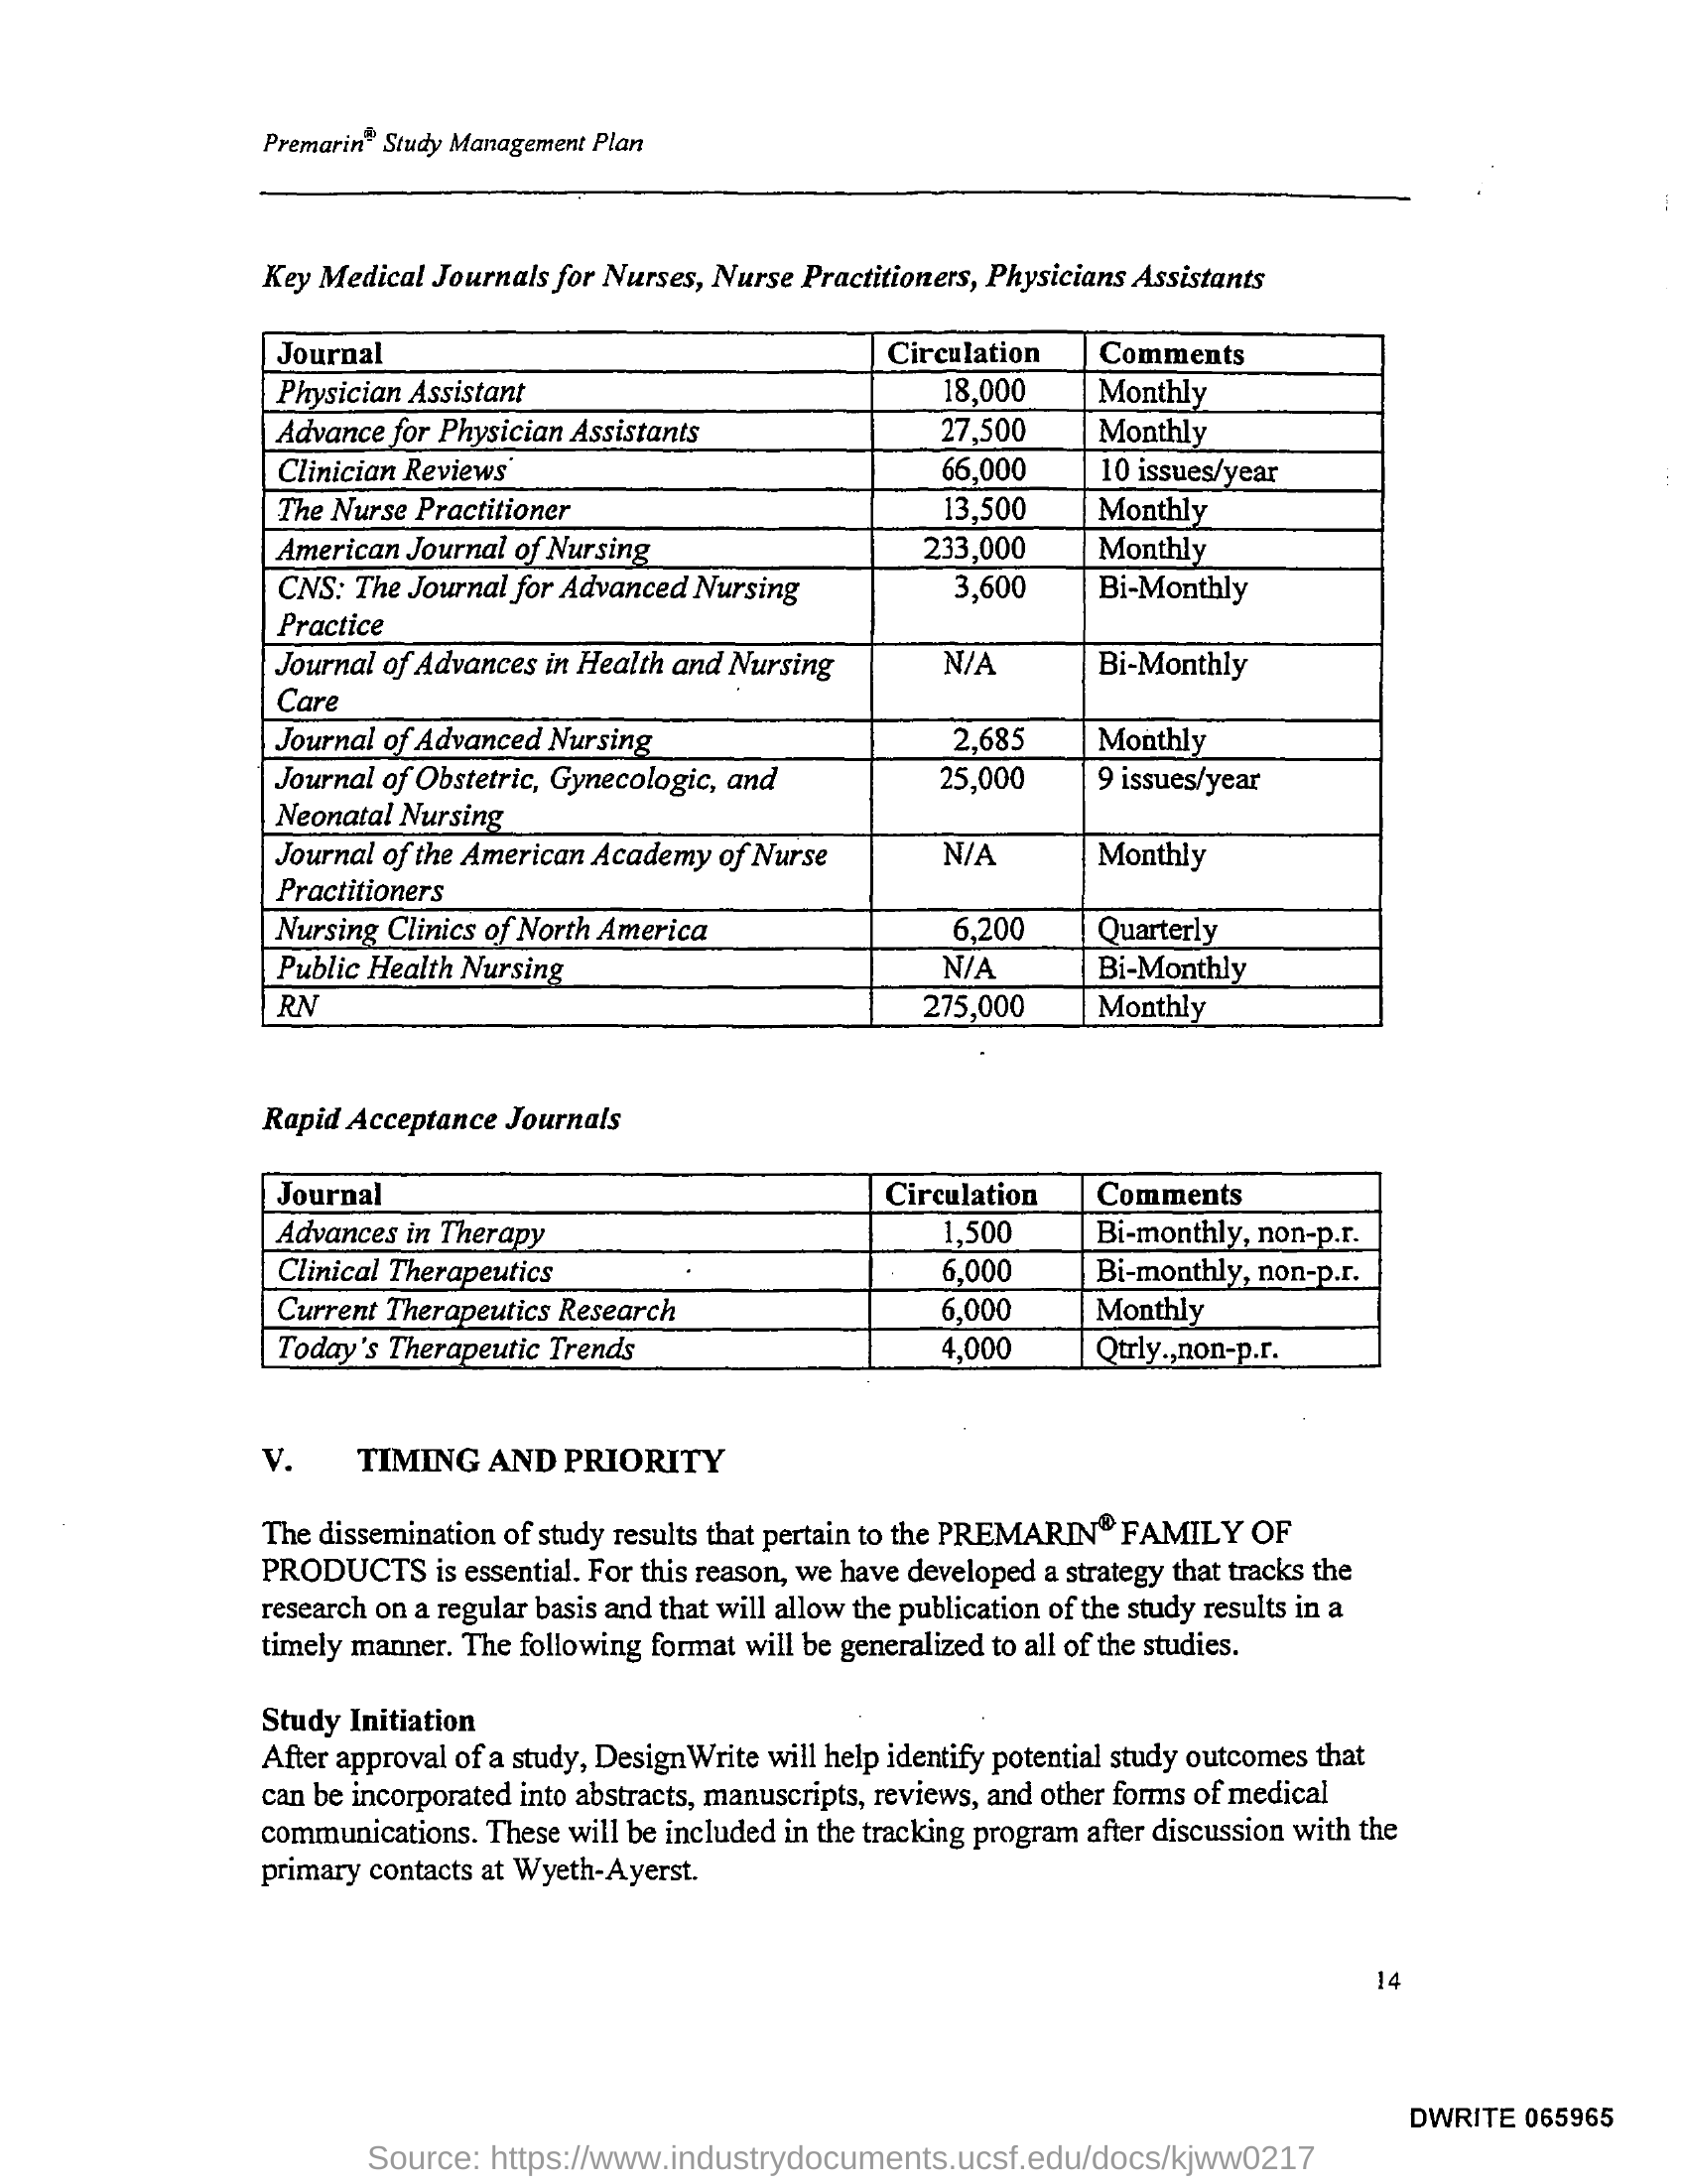 Premarin® Study Management Plan
Key Medical Journals for Nurses, Nurse Practitioners, Physicians Assistants
Journal Circulation Comments
Physician Assistant 18,000 Monthly
Advance for Physician Assistants 27,500 Monthly
Clinician Reviews 66,000 10 issues/year
The Nurse Practitioner 13,500 Monthly
American Journal of Nursing 233,000 Monthly
CNS: The Journal for Advanced Nursing 3,600 Bi-Monthly
Practice
Journal of Advances in Health and Nursing N/A Bi-Monthly
Care
Journal of Advanced Nursing 2,685 Monthly
Journal of Obstetric, Gynecologic, and 25,000 9 issues/year
Neonatal Nursing
Journal of the American Academy of Nurse N/A Monthly
Practitioners
Nursing Clinics of North America 6,200 Quarterly
Public Health Nursing N/A Bi-Monthly
RN 275,000 Monthly
Rapid Acceptance Journals
Journal Circulation Comments
Advances in Therapy 1,500 Bi-monthly, non-p.r.
Clinical Therapeutics 6,000 Bi-monthly, non-p.r.
Current Therapeutics Research 6,000 Monthly
Today's Therapeutic Trends 4,000 Qtrly.,non-p.r.
V. TIMING AND PRIORITY
The dissemination of study results that pertain to the PREMARIN® FAMILY OF
PRODUCTS is essential. For this reason, we have developed a strategy that tracks the
research on a regular basis and that will allow the publication of the study results in a
timely manner. The following format will be generalized to all of the studies.
Study Initiation
After approval of a study, DesignWrite will help identify potential study outcomes that
can be incorporated into abstracts, manuscripts, reviews, and other forms of medical
communications. These will be included in the tracking program after discussion with the
primary contacts at Wyeth-Ayerst.
14
DWRITE 065965
Source: https://www.industrydocuments.ucsf.edu/docs/kjww0217